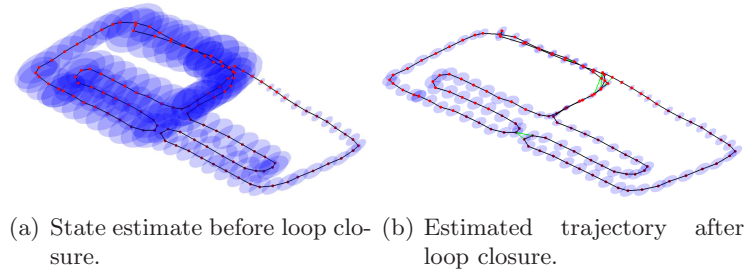 (a) State estimate before loop clo-
sure.
(b) Estimated trajectory after
loop closure.